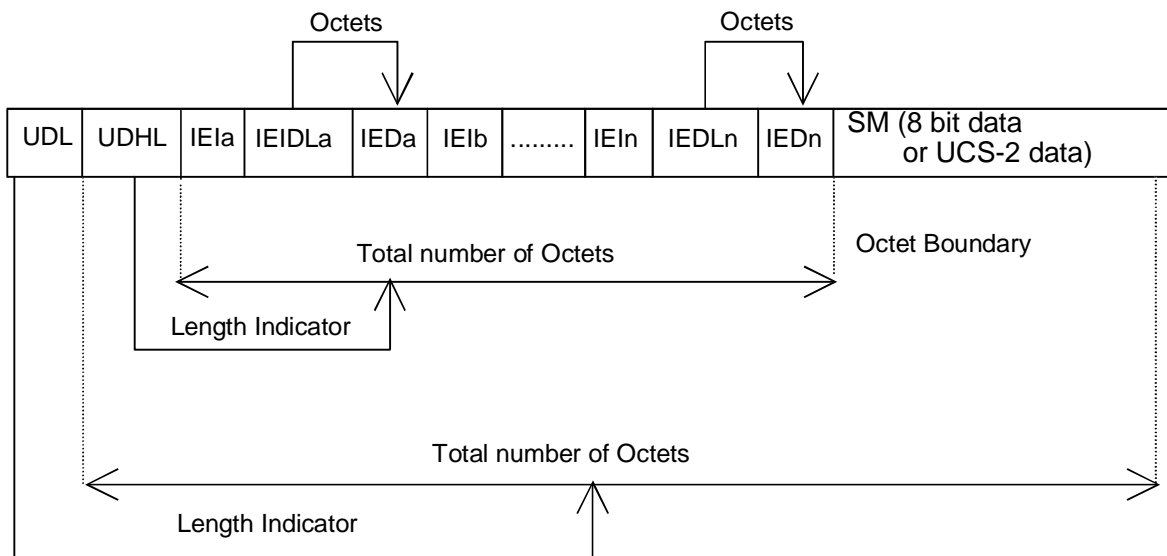 Octets Octets
UDL UDHL IEIa IEIDLa IEDa IEIb ......... IEIn IEDLn IEDn SM (8 bit data
or UCS-2 data)
Total number of Octets Octet Boundary
Length Indicator
Total number of Octets
Length Indicator